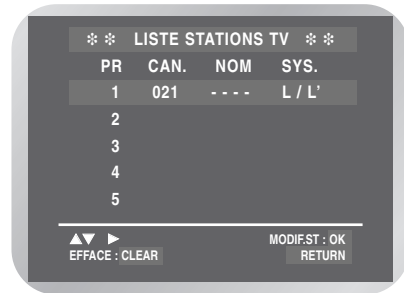 ❄ ❄ LISTE STATIONS TV ❄ ❄
PR CAN. NOM SYS.
1 021 - - - - L / L’
2
3
4
5
▲▼ ► MODIF.ST : OK
EFFACE : CLEAR RETURN